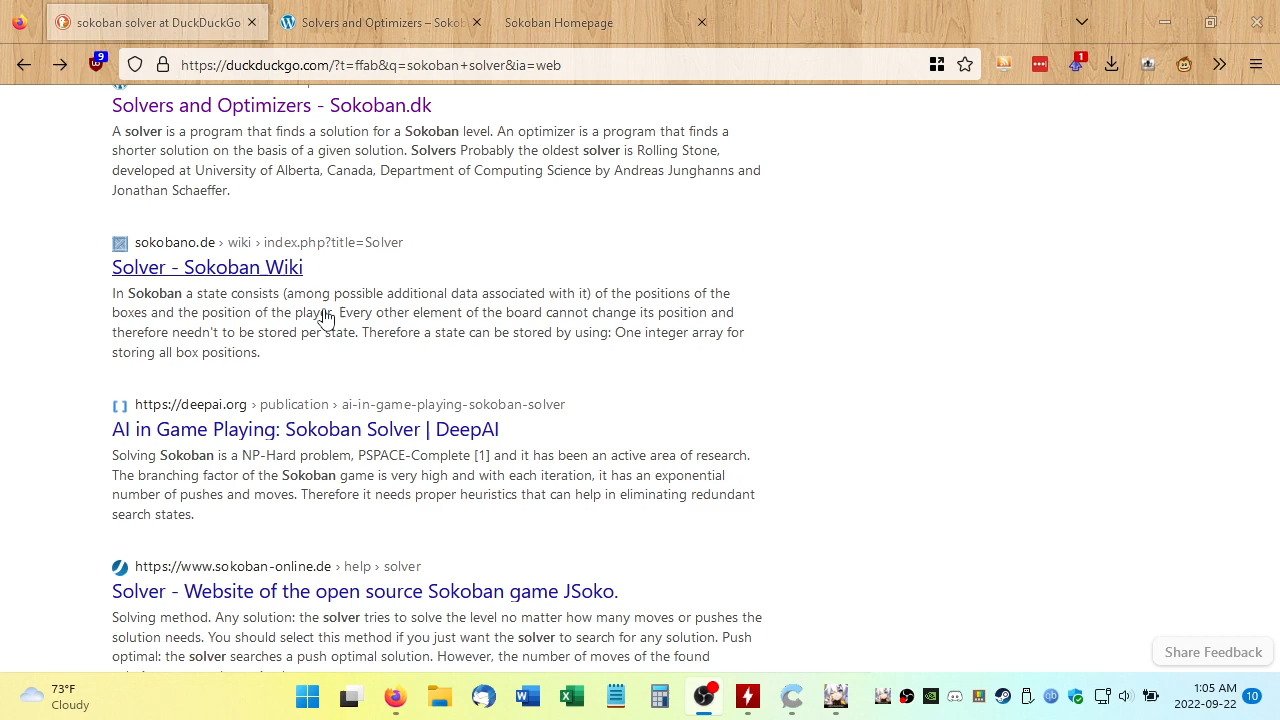 sokoban solver at DuckDuckGo
Solvers and Optimizers – Sokob
Sokoban Homepage
9
https://duckduckgo.com/?t=ffab&q=sokoban+solver&ia=web
1
Solvers and Optimizers - Sokoban.dk
A solver is a program that finds a solution for a Sokoban level. An optimizer is a program that finds a
shorter solution on the basis of a given solution. Solvers Probably the oldest solver is Rolling Stone,
developed at University of Alberta, Canada, Department of Computing Science by Andreas Junghanns and
Jonathan Schaeffer.
sokobano.de › wiki › index.php?title=Solver
Solver - Sokoban Wiki
In Sokoban a state consists (among possible additional data associated with it) of the positions of the
boxes and the position of the player. Every other element of the board cannot change its position and
therefore needn't to be stored per state. Therefore a state can be stored by using: One integer array for
storing all box positions.
https://deepai.org › publication › ai-in-game-playing-sokoban-solver
AI in Game Playing: Sokoban Solver | DeepAI
Solving Sokoban is a NP-Hard problem, PSPACE-Complete [1] and it has been an active area of research.
The branching factor of the Sokoban game is very high and with each iteration, it has an exponential
number of pushes and moves. Therefore it needs proper heuristics that can help in eliminating redundant
search states.
https://www.sokoban-online.de › help › solver
Solver - Website of the open source Sokoban game JSoko.
Solving method. Any solution: the solver tries to solve the level no matter how many moves or pushes the
solution needs. You should select this method if you just want the solver to search for any solution. Push
optimal: the solver searches a push optimal solution. However, the number of moves of the found
Share Feedback
73°F
Cloudy
1:05 AM
2022-09-22
10